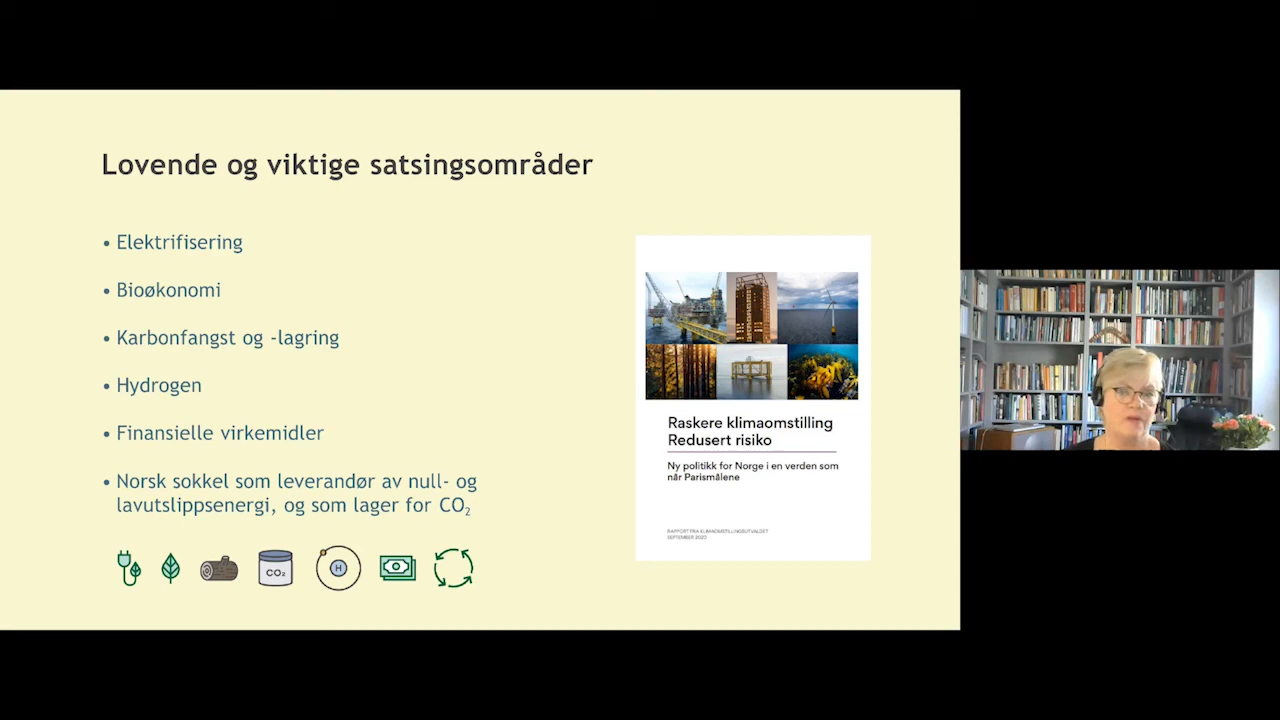 Lovende og viktige satsingsområder
• Elektrifisering
• Bioøkonomi
• Karbonfangst og -lagring
• Hydrogen
• Finansielle virkemidler
• Norsk sokkel som leverandør av null- og
lavutslippsenergi, og som lager for CO₂
CO₂
H
Raskere klimaomstilling
Redusert risiko
Ny politikk for Norge i en verden som
når Parismålene
RAPPORT FRA KLIMAOMSTILLINGSUTVALGET
SEPTEMBER 2020